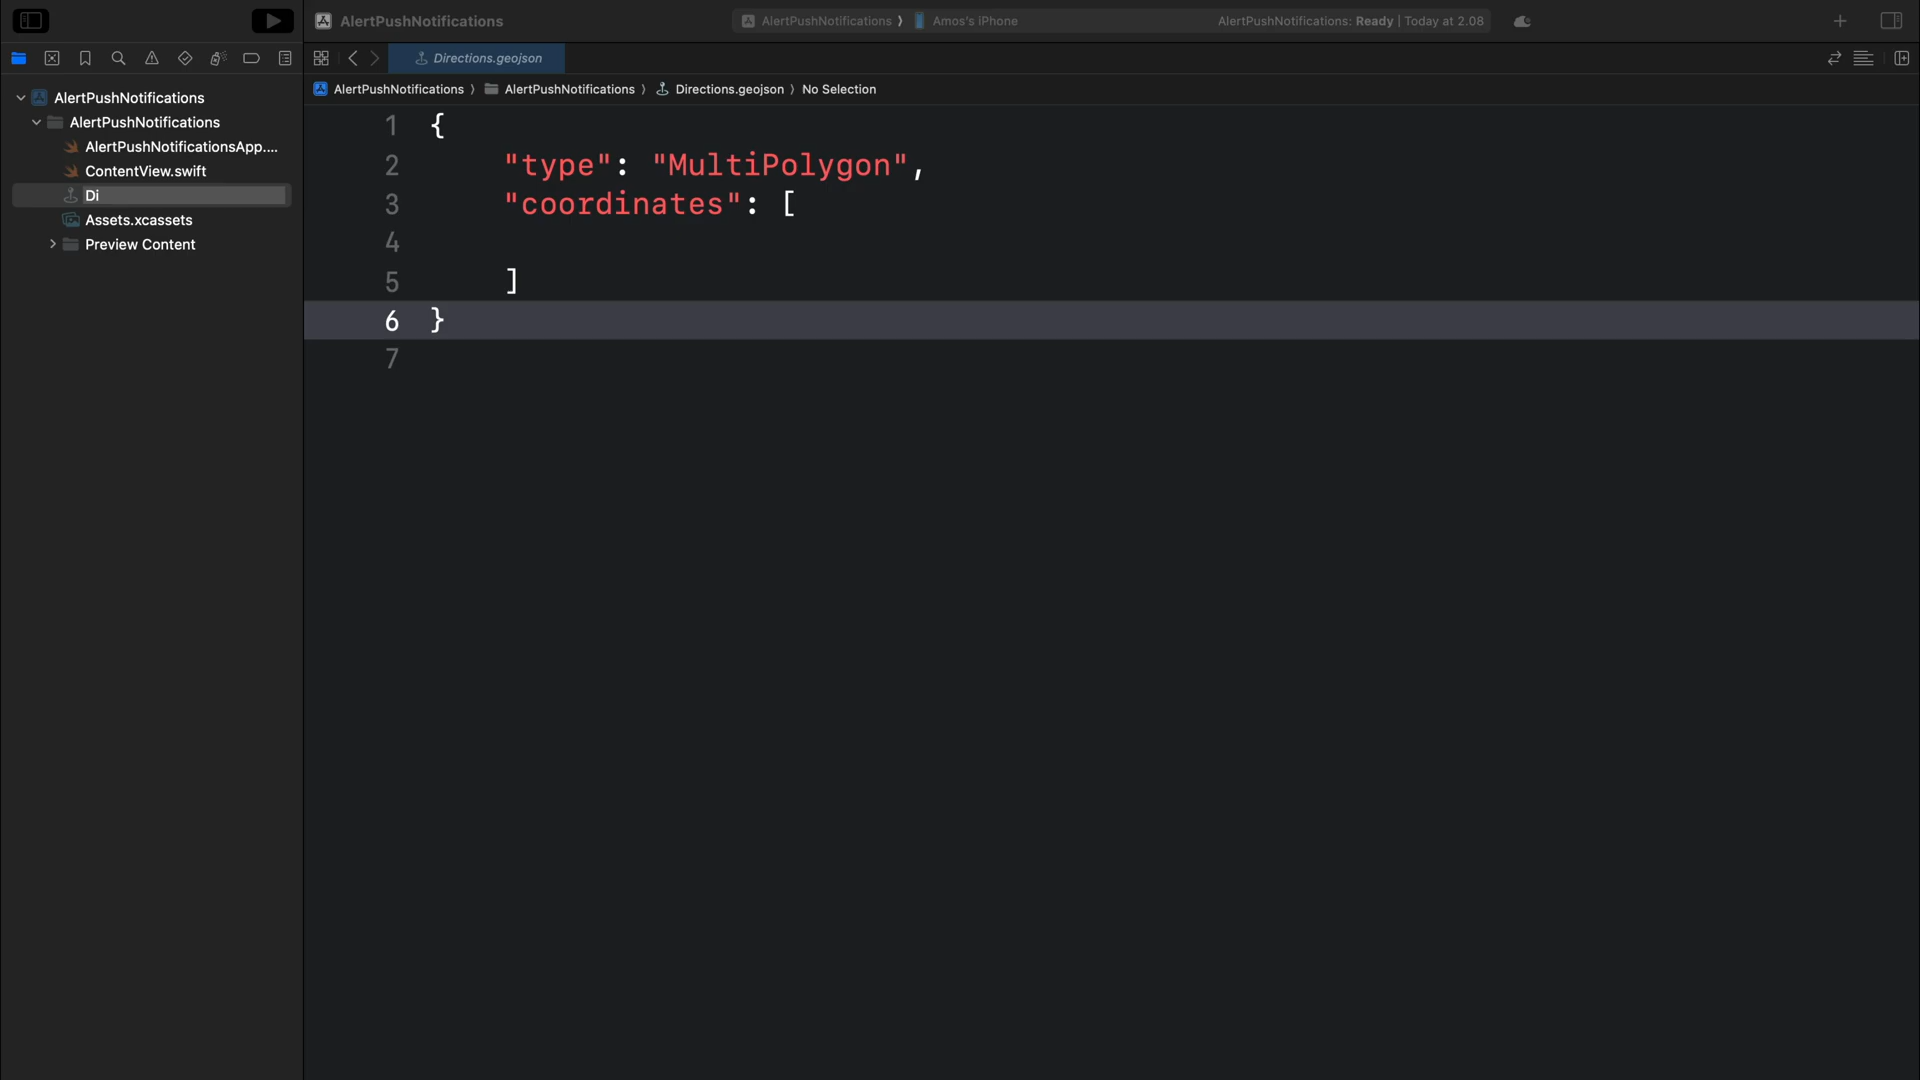 AlertPushNotifications
AlertPushNotifications ⟩ Amos's iPhone
AlertPushNotifications: Ready | Today at 2.08
Directions.geojson
AlertPushNotifications ⟩ AlertPushNotifications ⟩ Directions.geojson ⟩ No Selection
AlertPushNotifications
AlertPushNotifications
AlertPushNotificationsApp....
ContentView.swift
Di
Assets.xcassets
Preview Content
1 {
2 "type": "MultiPolygon",
3 "coordinates": [
4
5 ]
6 }
7